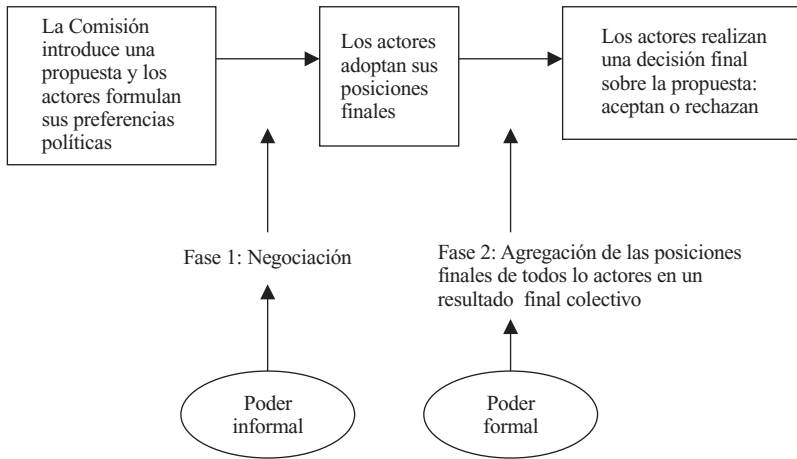 La Comisión
introduce una
propuesta y los
actores formulan
sus preferencias
políticas
Los actores
adoptan sus
posiciones
finales
Los actores realizan
una decisión final
sobre la propuesta:
aceptan o rechazan
Fase 1: Negociación
Fase 2: Agregación de las posiciones
finales de todos lo actores en un
resultado final colectivo
Poder
informal
Poder
formal